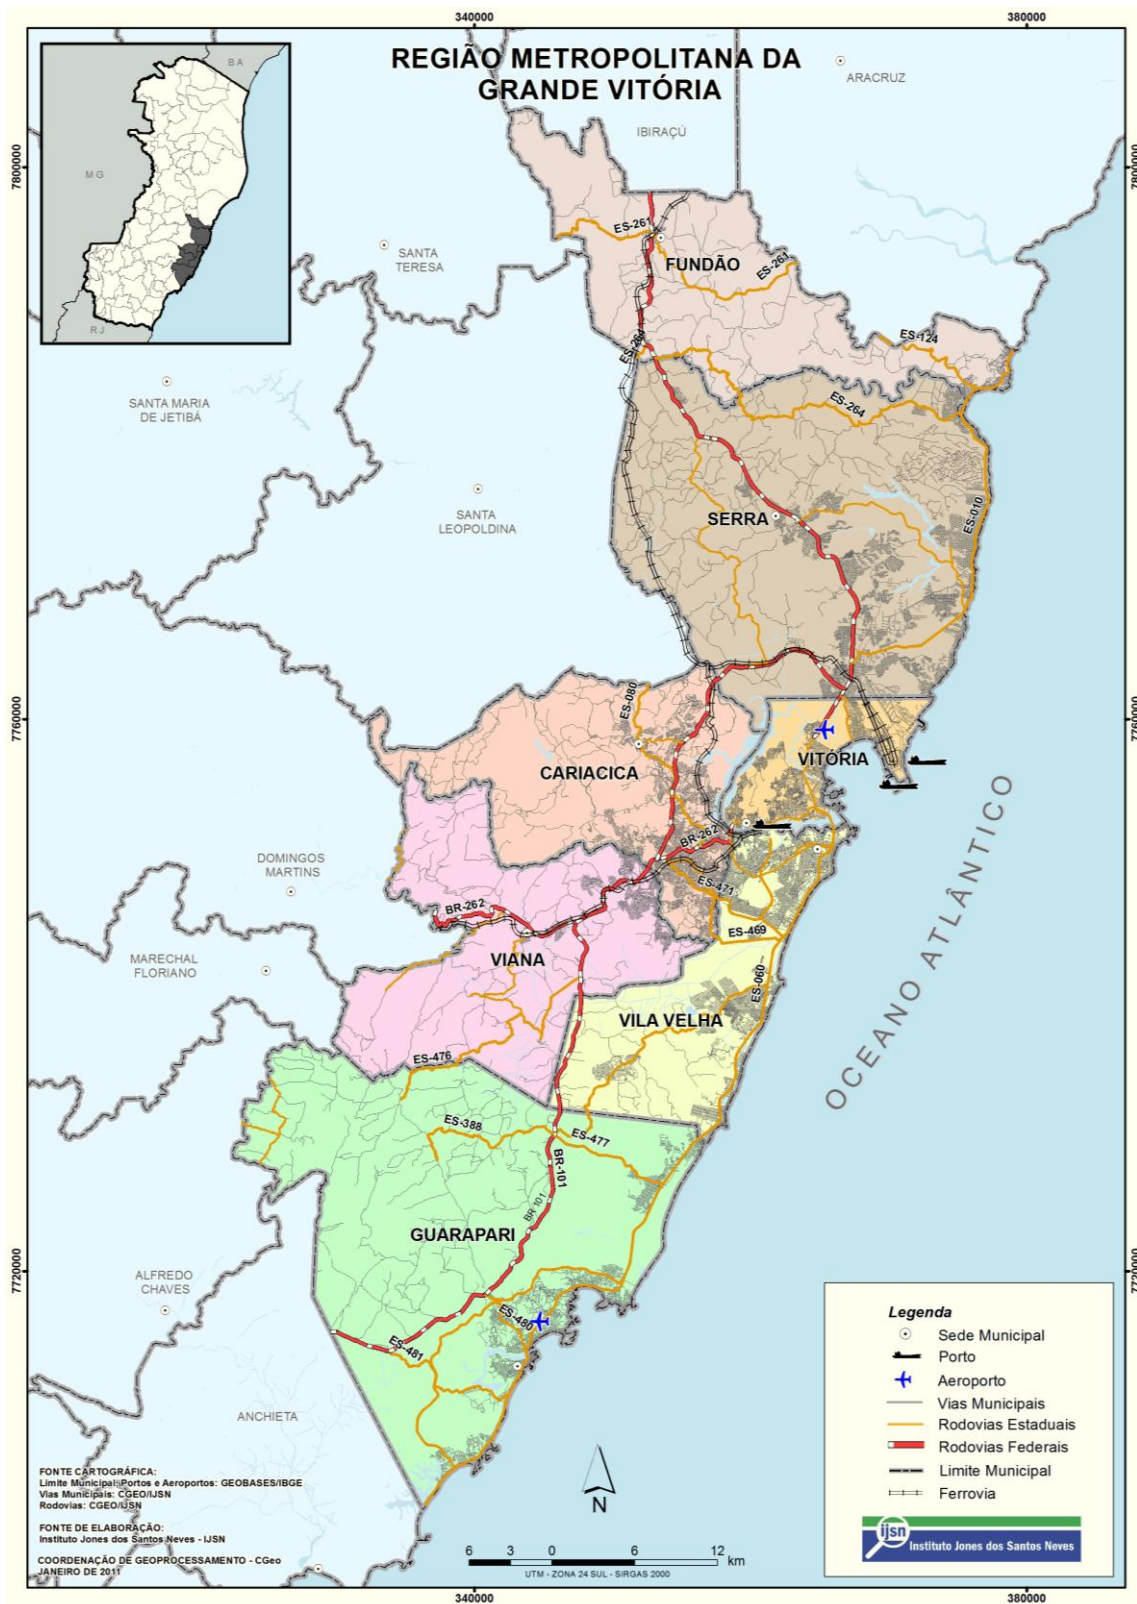 340000
380000
REGIÃO METROPOLITANA DA
GRANDE VITÓRIA
BA
MG
RJ
ARACRUZ
IBIRAÇÚ
7800000
7800000
SANTA
TERESA
ES-261
FUNDÃO
ES-261
ES-124
ES-264
SANTA MARIA
DE JETIBÁ
ES-264
SANTA
LEOPOLDINA
SERRA
ES-010
7760000
7760000
ES-080
CARIACICA
VITÓRIA
BR-262
DOMINGOS
MARTINS
ES-471
BR-262
ES-469
MARECHAL
FLORIANO
VIANA
ES-060
VILA VELHA
OCEANO ATLÂNTICO
ES-476
ES-388
ES-477
BR-101
BR 101
GUARAPARI
7720000
7720000
ALFREDO
CHAVES
ES-480
ES-481
ANCHIETA
Legenda
Sede Municipal
Porto
Aeroporto
Vias Municipais
Rodovias Estaduais
Rodovias Federais
Limite Municipal
Ferrovia
ijsn
Instituto Jones dos Santos Neves
FONTE CARTOGRÁFICA:
Limite Municipal, Portos e Aeroportos: GEOBASES/IBGE
Vias Municipais: CGEO/IJSN
Rodovias: CGEO/IJSN
FONTE DE ELABORAÇÃO:
Instituto Jones dos Santos Neves - IJSN
COORDENAÇÃO DE GEOPROCESSAMENTO - CGeo
JANEIRO DE 2011
N
6 3 0 6 12
km
UTM - ZONA 24 SUL - SIRGAS 2000
340000
380000